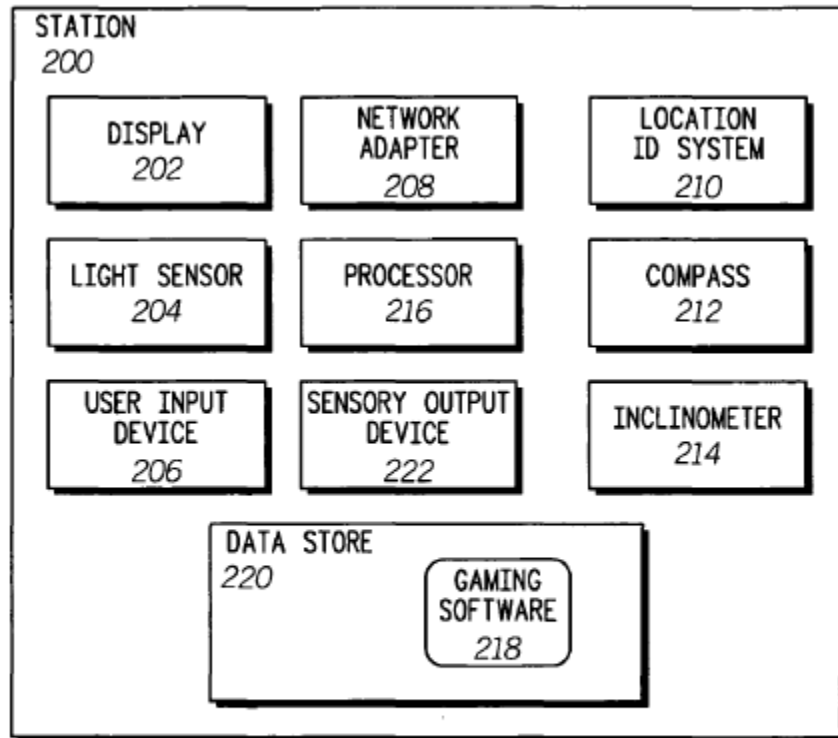 STATION
200
DISPLAY
202
NETWORK
ADAPTER
208
LOCATION
ID SYSTEM
210
LIGHT SENSOR
204
PROCESSOR
216
COMPASS
212
USER INPUT
DEVICE
206
SENSORY OUTPUT
DEVICE
222
INCLINOMETER
214
DATA STORE
220
GAMING
SOFTWARE
218